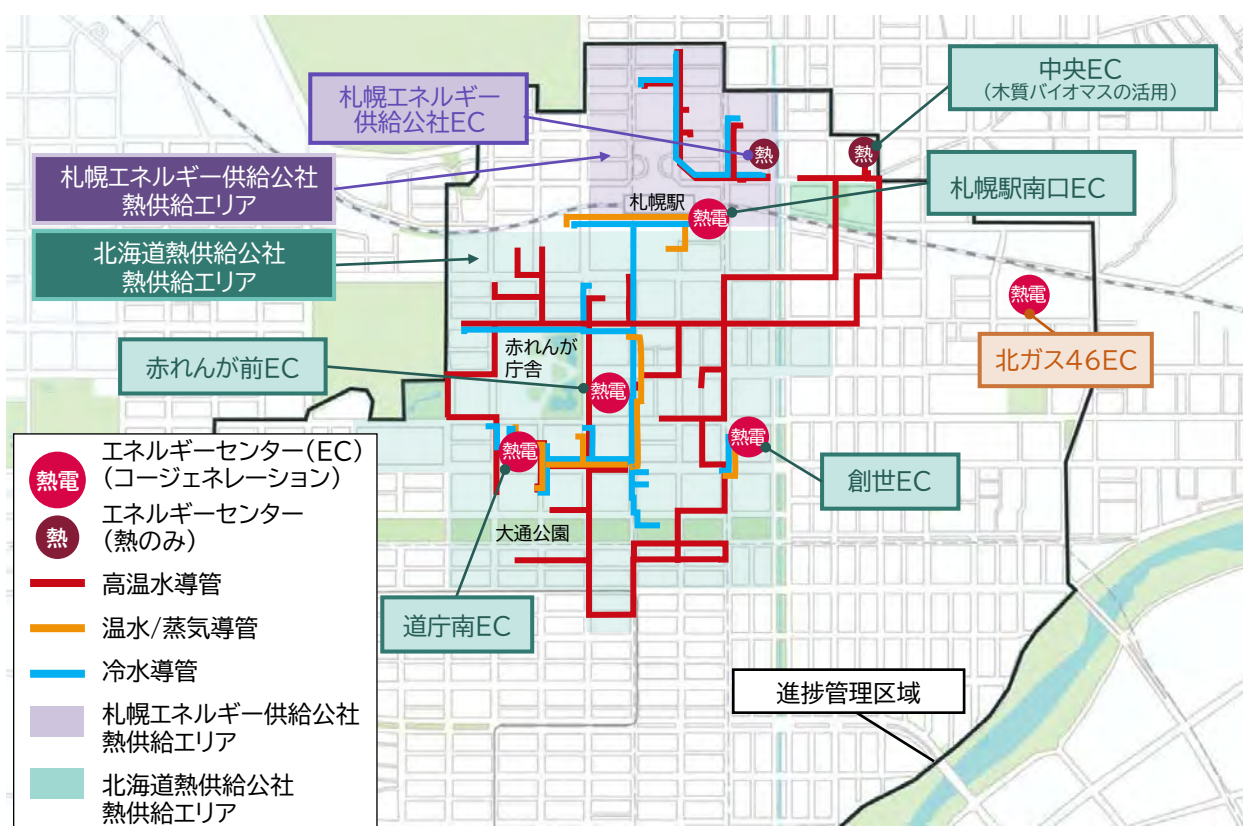 札幌エネルギー
供給公社EC
中央EC
(木質バイオマスの活用)
熱
熱
札幌エネルギー供給公社
熱供給エリア
札幌駅南口EC
札幌駅
熱電
北海道熱供給公社
熱供給エリア
熱電
北ガス46EC
赤れんが前EC
赤れんが
庁舎
熱電
熱電
熱電
創世EC
大通公園
道庁南EC
進捗管理区域
熱電
エネルギーセンター(EC)
(コージェネレーション)
熱
エネルギーセンター
(熱のみ)
高温水導管
温水/蒸気導管
冷水導管
札幌エネルギー供給公社
熱供給エリア
北海道熱供給公社
熱供給エリア